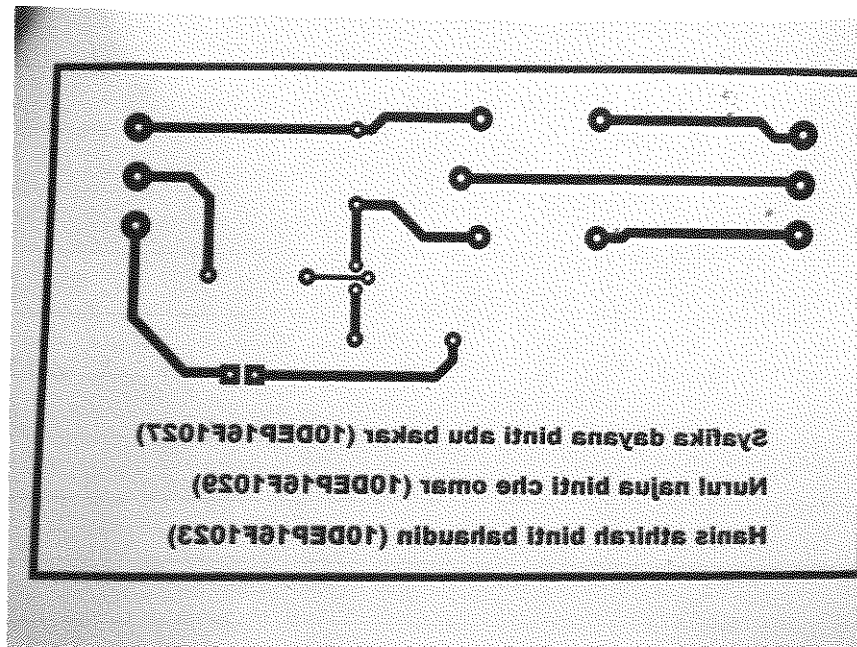 Syafika dayana binti abu bakar (10DEP16F1027)
Nurul najua binti che omar (10DEP16F1029)
Hanis athirah binti bahaudin (10DEP16F1023)